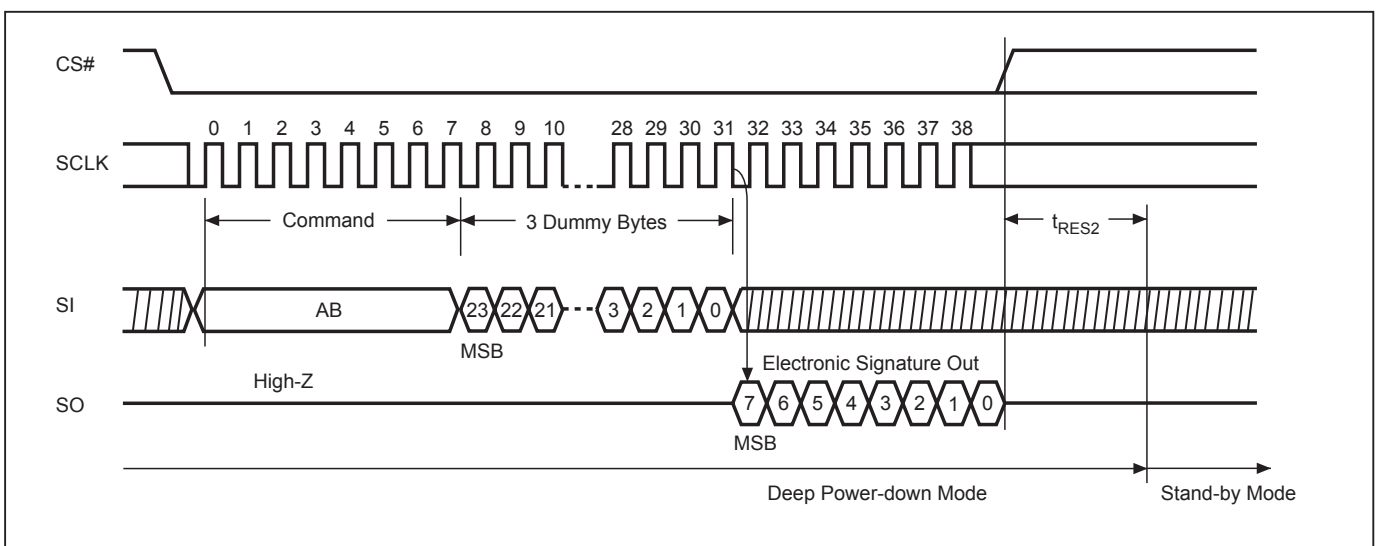 CS#
0 1 2 3 4 5 6 7 8 9 10 28 29 30 31 32 33 34 35 36 37 38
SCLK
Command 3 Dummy Bytes tRES2
SI AB 23 22 21 3 2 1 0
MSB
Electronic Signature Out
High-Z
SO 7 6 5 4 3 2 1 0
MSB
Deep Power-down Mode Stand-by Mode